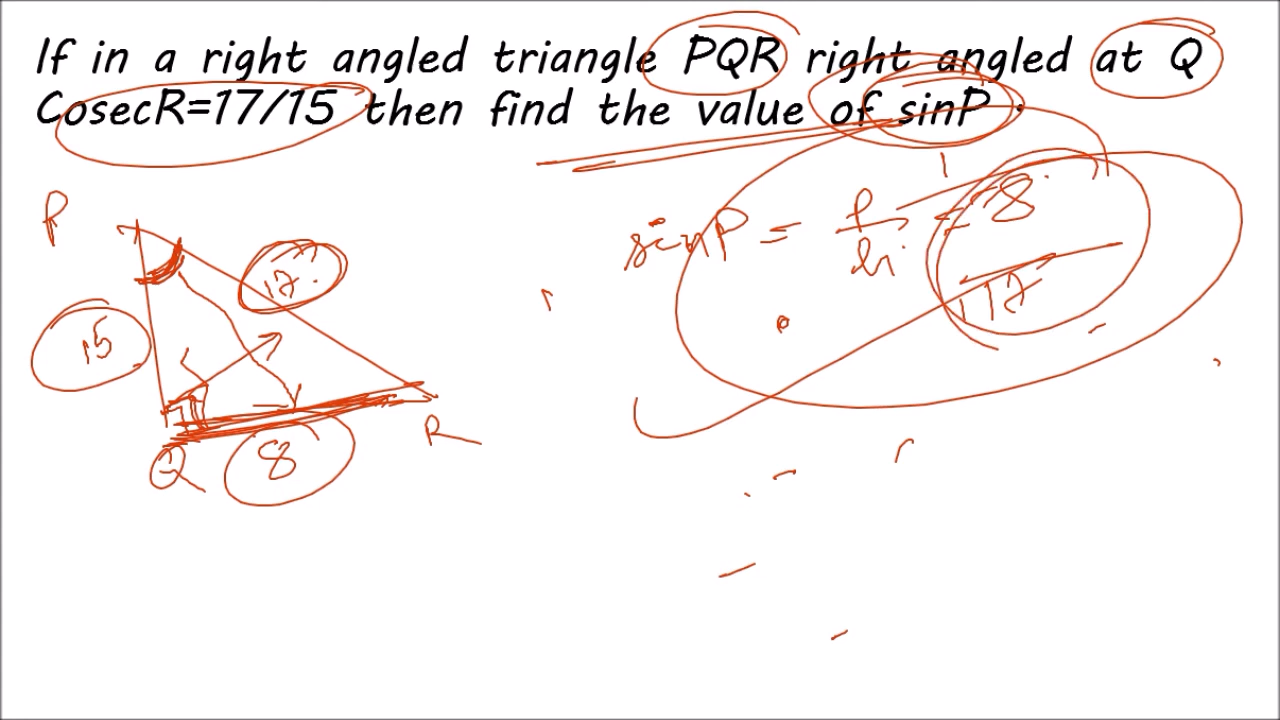 If in a right angled triangle PQR right angled at Q
CosecR=17/15 then find the value of sinP .
P
17
15
Q
8
R
sinP = P/h = 8/17